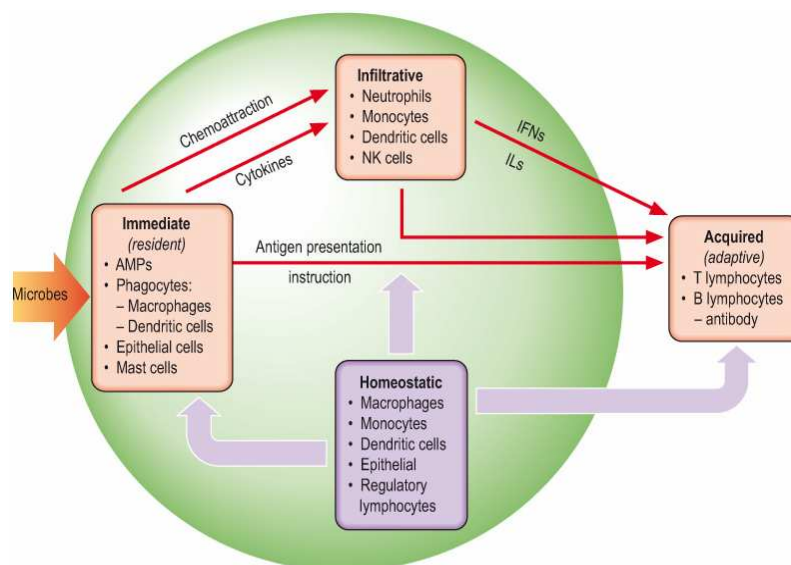 Infiltrative
• Neutrophils
• Monocytes
• Dendritic cells
• NK cells
Chemoattraction
Cytokines
IFNs
ILs
Immediate
(resident)
• AMPs
• Phagocytes:
– Macrophages
– Dendritic cells
• Epithelial cells
• Mast cells
Microbes
Antigen presentation
instruction
Acquired
(adaptive)
• T lymphocytes
• B lymphocytes
– antibody
Homeostatic
• Macrophages
• Monocytes
• Dendritic cells
• Epithelial
• Regulatory
lymphocytes